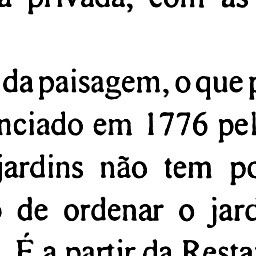 a privada, com as
da paisagem, o que p
nciado em 1776 pel
jardins não tem po
de ordenar o jard
É a partir da Resta